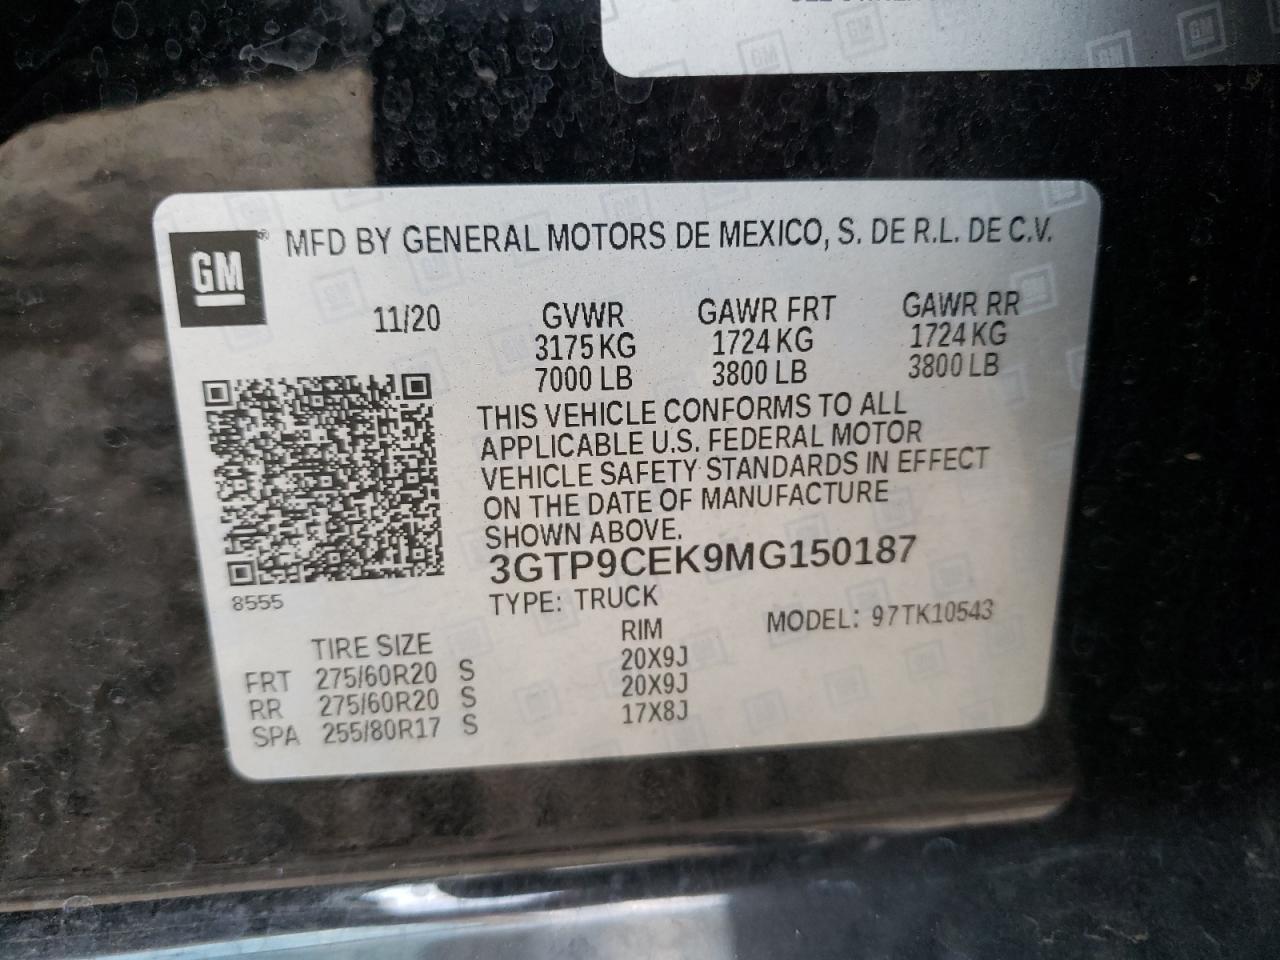 GM
MFD BY GENERAL MOTORS DE MEXICO, S. DE R.L. DE C.V.
11/20 GVWR GAWR FRT GAWR RR
3175 KG 1724 KG 1724 KG
7000 LB 3800 LB 3800 LB
THIS VEHICLE CONFORMS TO ALL
APPLICABLE U.S. FEDERAL MOTOR
VEHICLE SAFETY STANDARDS IN EFFECT
ON THE DATE OF MANUFACTURE
SHOWN ABOVE.
3GTP9CEK9MG150187
8555
TYPE: TRUCK MODEL: 97TK10543
TIRE SIZE RIM
FRT 275/60R20 S 20X9J
RR 275/60R20 S 20X9J
SPA 255/80R17 S 17X8J